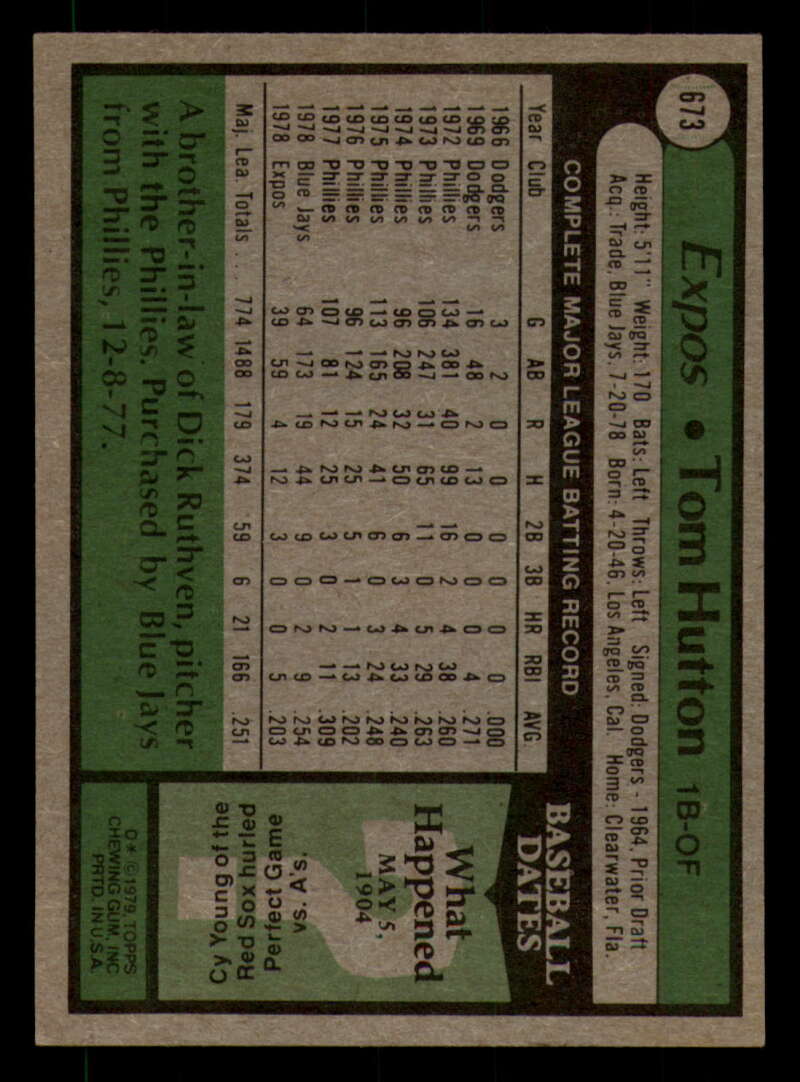 673
Expos • Tom Hutton 1B-OF
Height: 5'11" Weight: 170 Bats: Left Throws: Left Signed: Dodgers - 1964, Prior Draft
Acq.: Trade, Blue Jays, 7-20-78 Born: 4-20-46, Los Angeles, Cal. Home: Clearwater, Fla.
COMPLETE MAJOR LEAGUE BATTING RECORD
Year Club G AB R H 2B 3B HR RBI AVG
1966 Dodgers 3 2 0 0 0 0 0 0 .000
1969 Dodgers 16 48 2 13 0 0 0 4 .271
1972 Phillies 134 381 40 99 16 2 4 38 .260
1973 Phillies 106 247 31 65 11 0 5 29 .263
1974 Phillies 96 208 32 50 6 3 4 33 .240
1975 Phillies 113 165 24 41 6 0 3 24 .248
1976 Phillies 96 124 15 25 5 1 1 13 .202
1977 Phillies 107 81 12 25 3 0 2 11 .309
1978 Blue Jays 64 173 19 44 9 0 2 9 .254
1978 Expos 39 59 4 12 3 0 0 5 .203
Maj. Lea. Totals . . . 774 1488 179 374 59 6 21 166 .251
A brother-in-law of Dick Ruthven, pitcher
with the Phillies. Purchased by Blue Jays
from Phillies, 12-8-77.
BASEBALL
DATES
What
Happened
MAY 5,
1904
Cy Young of the
Red Sox hurled
Perfect Game
vs. A's.
O* ©1979, TOPPS
CHEWING GUM, INC
PRTD. IN U.S.A.